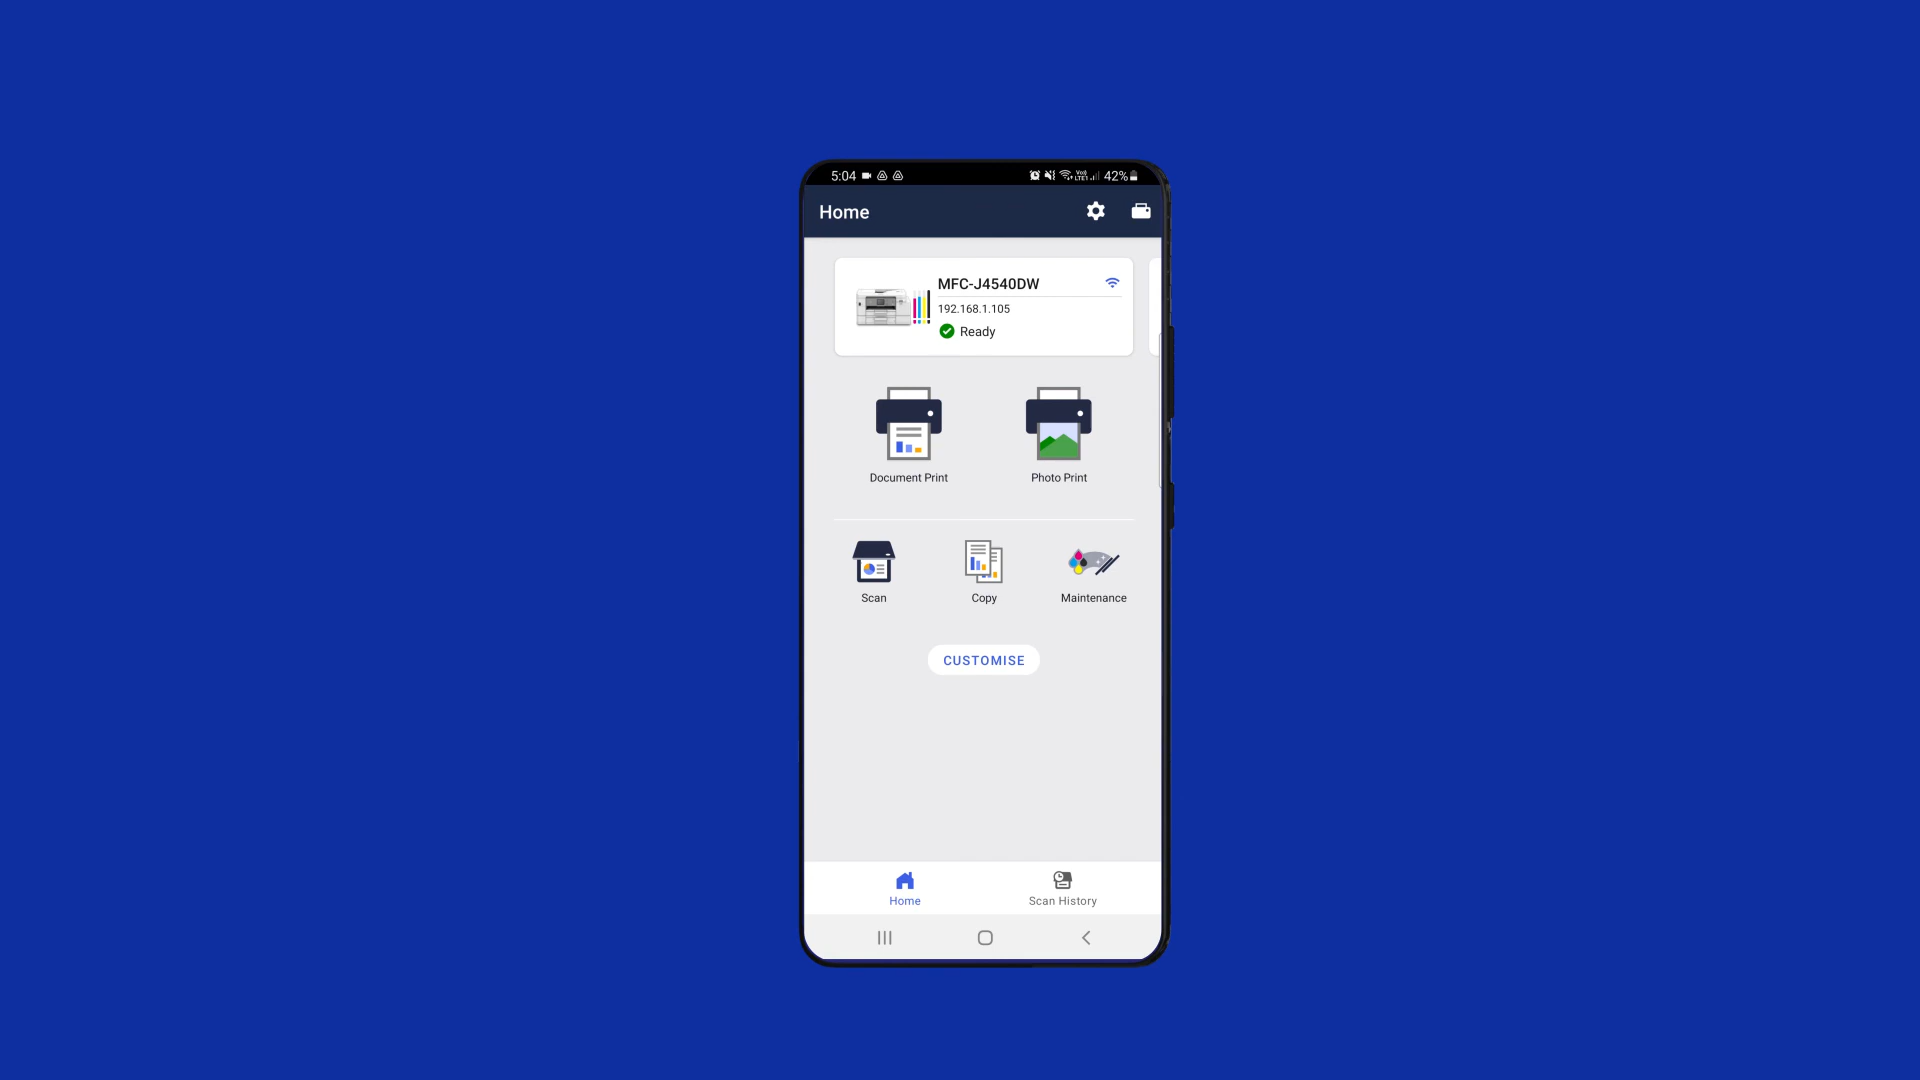 5:04
42%
Home
MFC-J4540DW
192.168.1.105
Ready
Document Print
Photo Print
Scan
Copy
Maintenance
CUSTOMISE
Home
Scan History